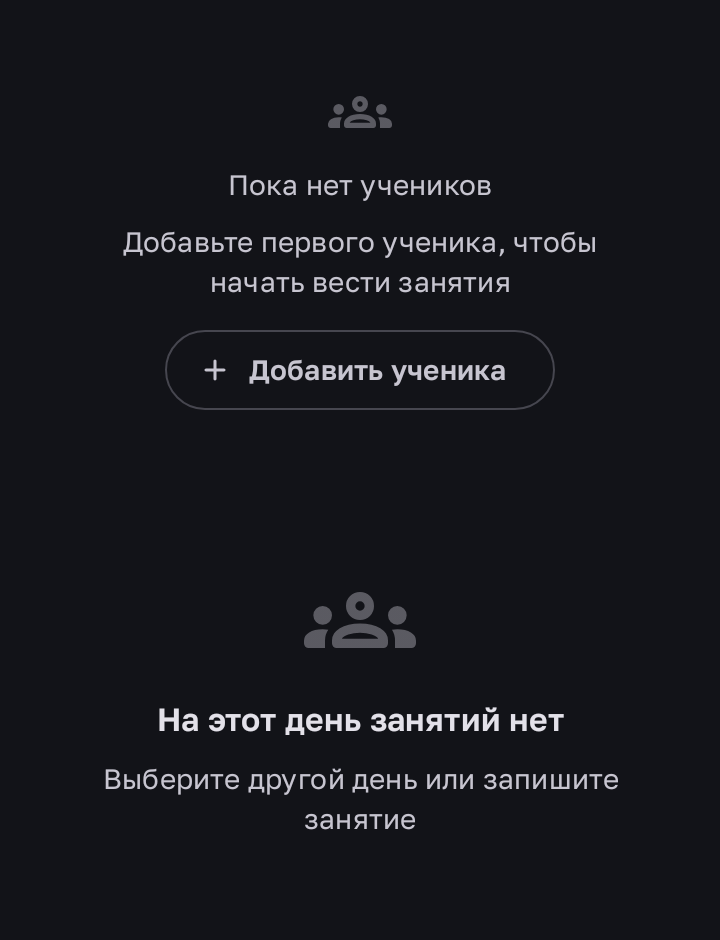 Пока нет учеников
Добавьте первого ученика, чтобы
начать вести занятия
Добавить ученика
На этот день занятий нет
Выберите другой день или запишите
занятие